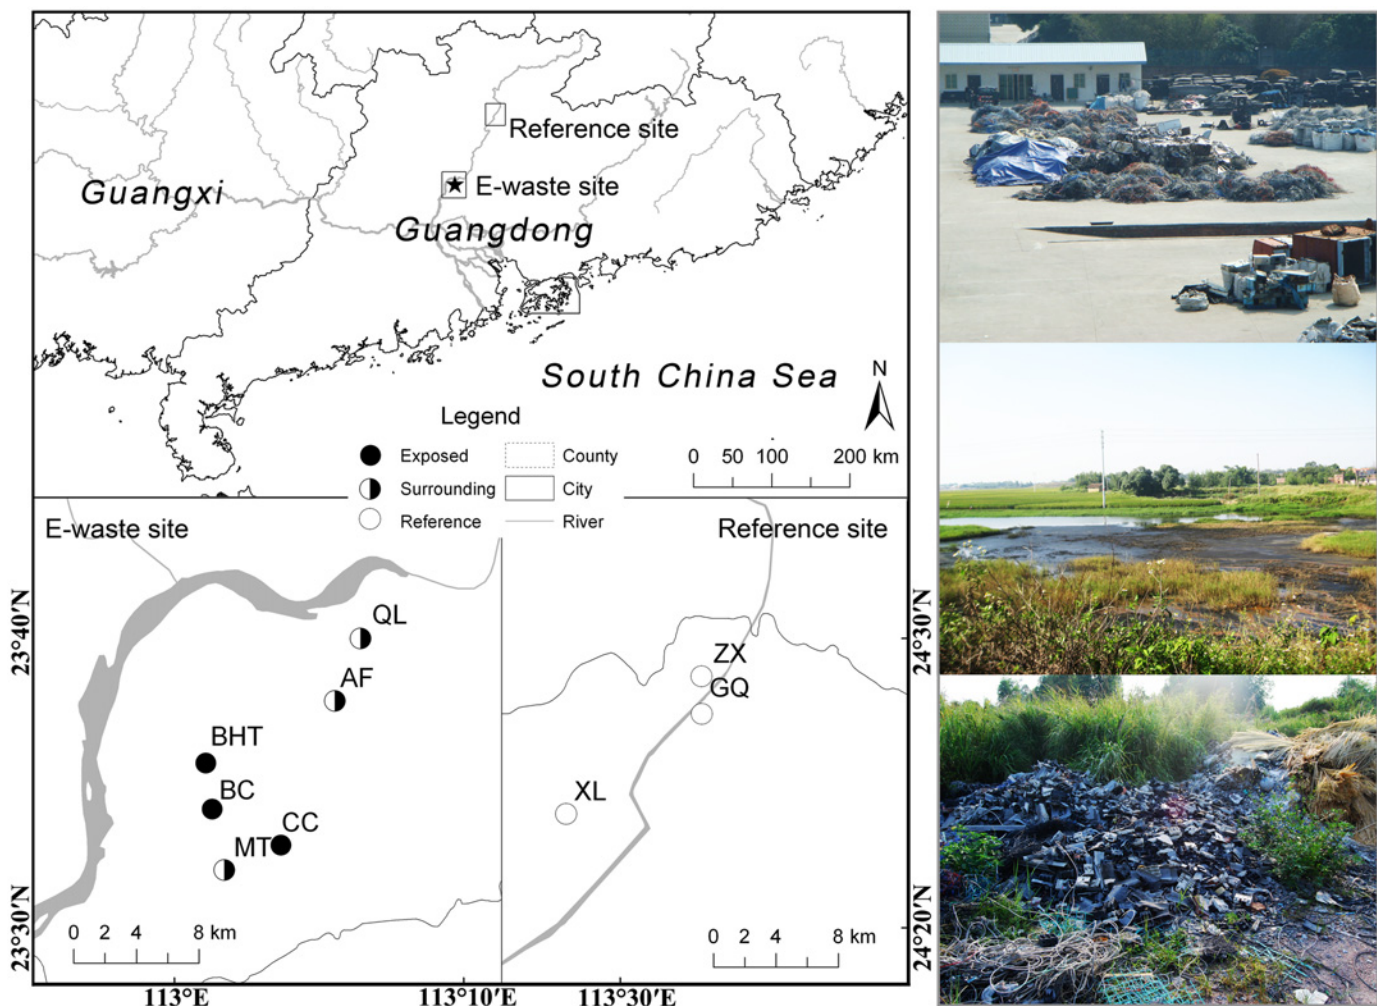 Reference site
Guangxi
E-waste site
Guangdong
South China Sea
N
Legend
Exposed
County
Surrounding
City
Reference
River
0 50 100 200 km
E-waste site
Reference site
QL
AF
BHT
BC
CC
MT
ZX
GQ
XL
23°40′N
23°30′N
24°30′N
24°20′N
0 2 4 8 km
0 2 4 8 km
113°E
113°10′E
113°30′E